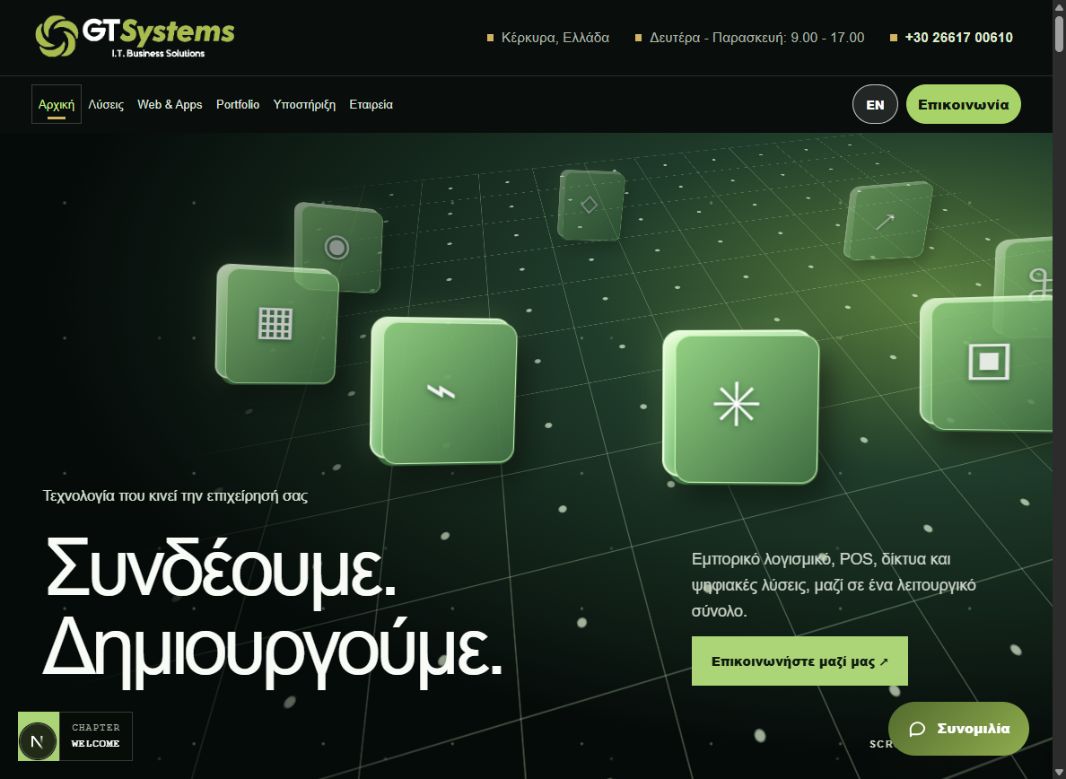 GTSystems
I.T. Business Solutions
Κέρκυρα, Ελλάδα
Δευτέρα - Παρασκευή: 9.00 - 17.00
+30 26617 00610
Αρχική
Λύσεις
Web & Apps
Portfolio
Υποστήριξη
Εταιρεία
EN
Επικοινωνία
Τεχνολογία που κινεί την επιχείρησή σας
Συνδέουμε.
Δημιουργούμε.
Εμπορικό λογισμικό, POS, δίκτυα και
ψηφιακές λύσεις, μαζί σε ένα λειτουργικό
σύνολο.
Επικοινωνήστε μαζί μας ↗
N
CHAPTER
WELCOME
SCR
Συνομιλία